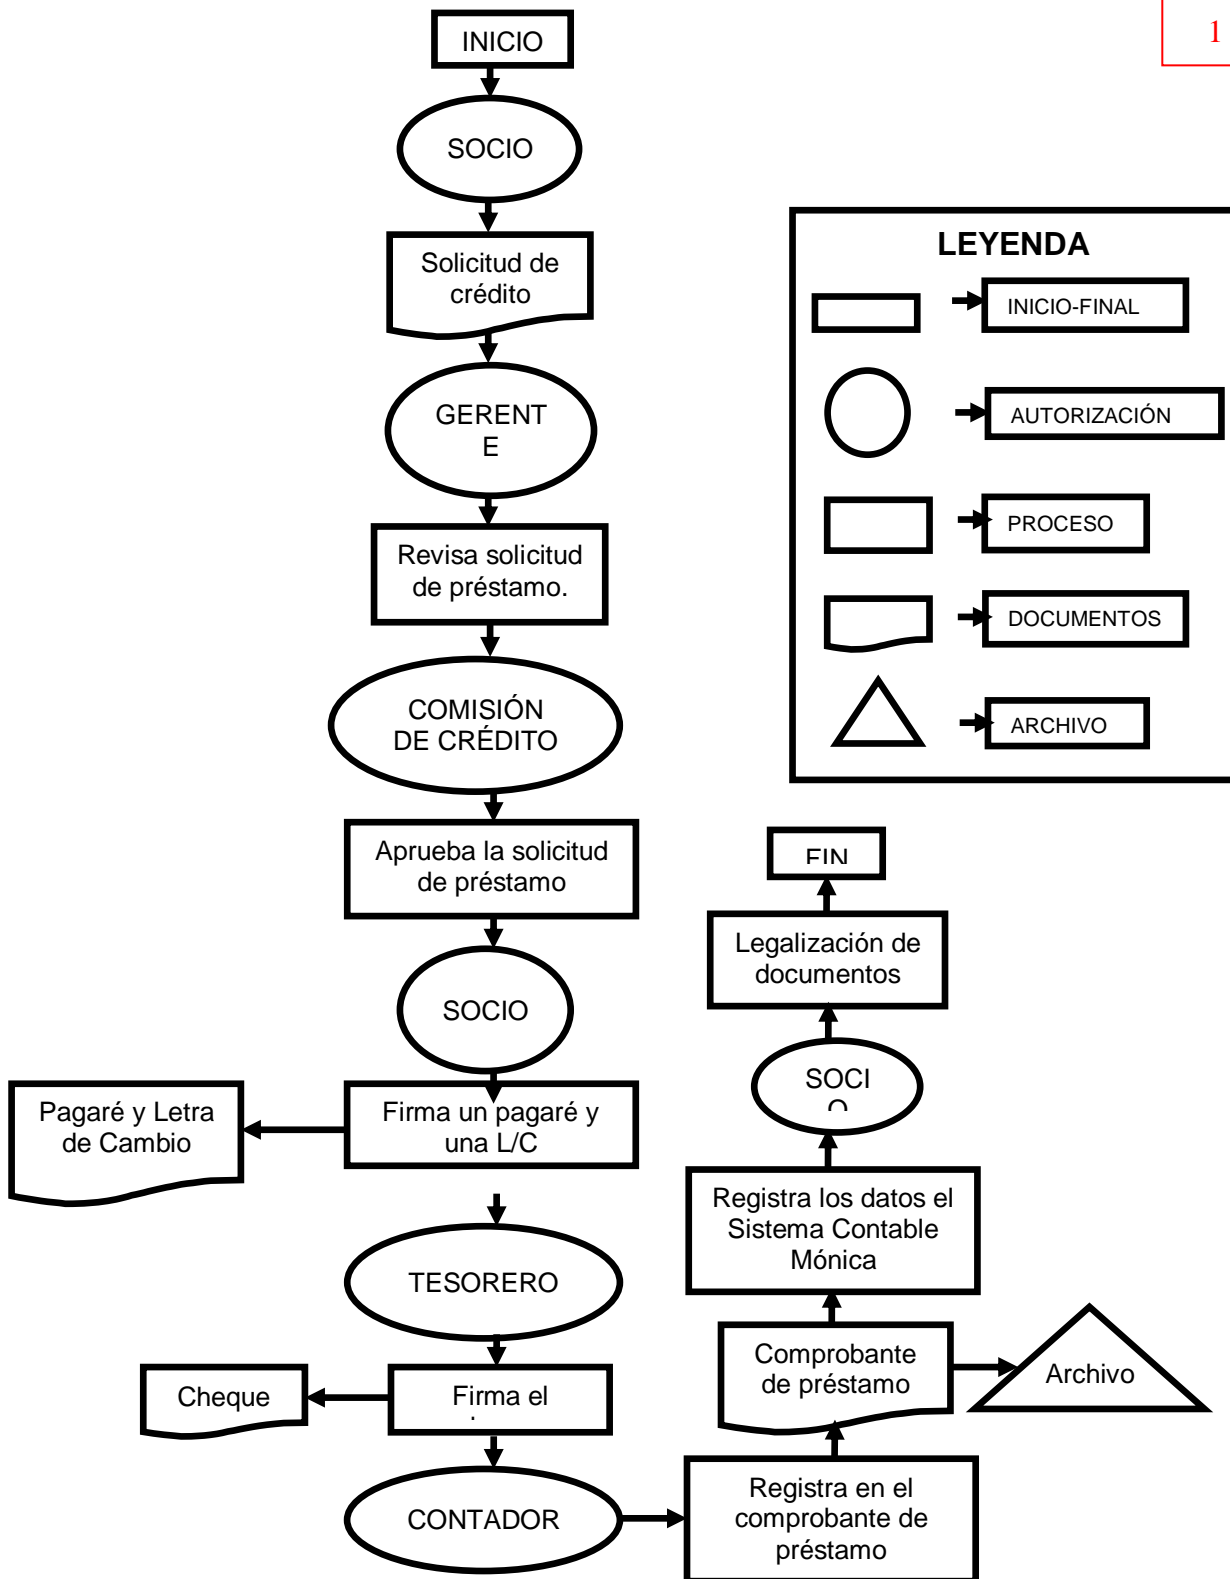 1
INICIO
SOCIO
Solicitud de
crédito
GERENT
E
Revisa solicitud
de préstamo.
COMISIÓN
DE CRÉDITO
Aprueba la solicitud
de préstamo
SOCIO
Firma un pagaré y
una L/C
Pagaré y Letra
de Cambio
TESORERO
Firma el
Cheque
CONTADOR
Registra en el
comprobante de
préstamo
Comprobante
de préstamo
Archivo
Registra los datos el
Sistema Contable
Mónica
SOCI
O
Legalización de
documentos
FIN
LEYENDA
INICIO-FINAL
AUTORIZACIÓN
PROCESO
DOCUMENTOS
ARCHIVO